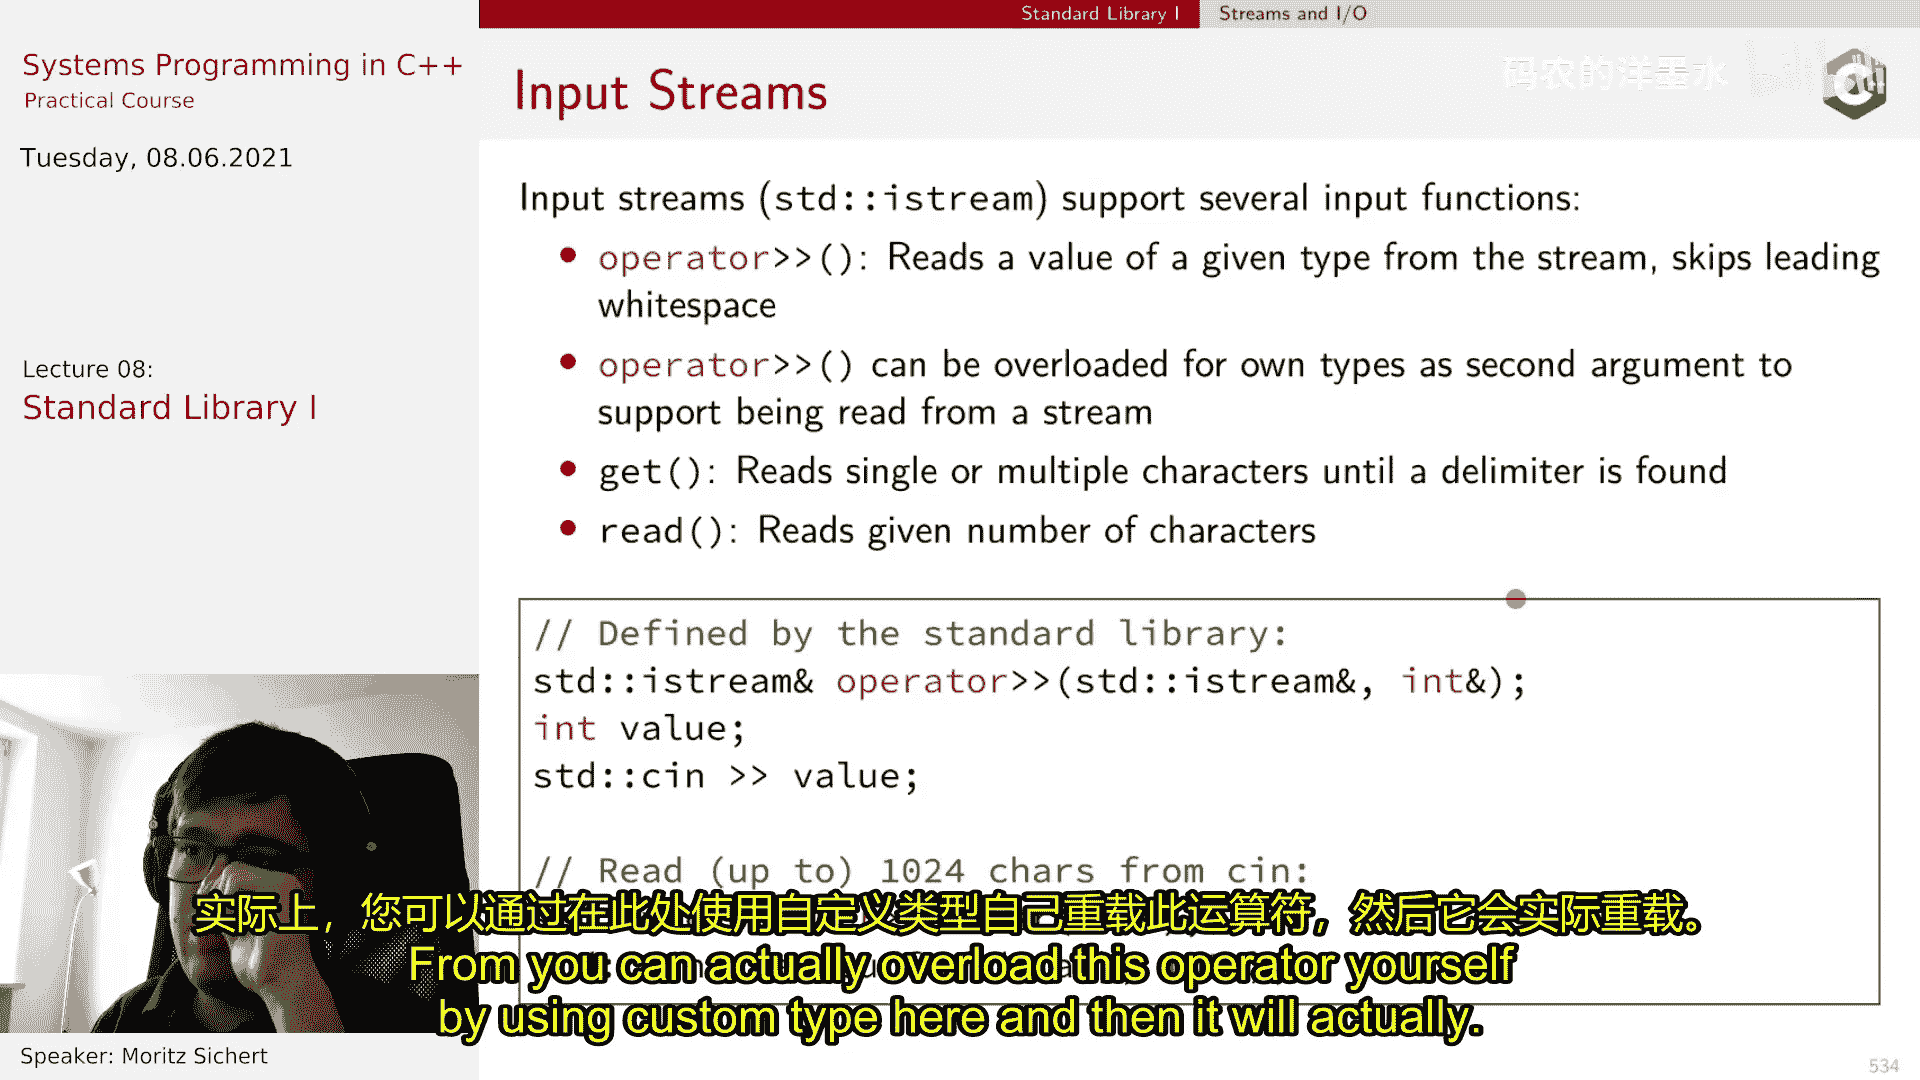 Standard Library I
Streams and I/O
Systems Programming in C++
Practical Course
Tuesday, 08.06.2021
Lecture 08:
Standard Library I
Input Streams
码农的洋墨水
Input streams (std::istream) support several input functions:
operator>>(): Reads a value of a given type from the stream, skips leading
whitespace
operator>>() can be overloaded for own types as second argument to
support being read from a stream
get(): Reads single or multiple characters until a delimiter is found
read(): Reads given number of characters
// Defined by the standard library:
std::istream& operator>>(std::istream&, int&);
int value;
std::cin >> value;
// Read (up to) 1024 chars from cin:
实际上，您可以通过在此处使用自定义类型自己重载此运算符，然后它会实际重载。
From you can actually overload this operator yourself
by using custom type here and then it will actually.
Speaker: Moritz Sichert
534